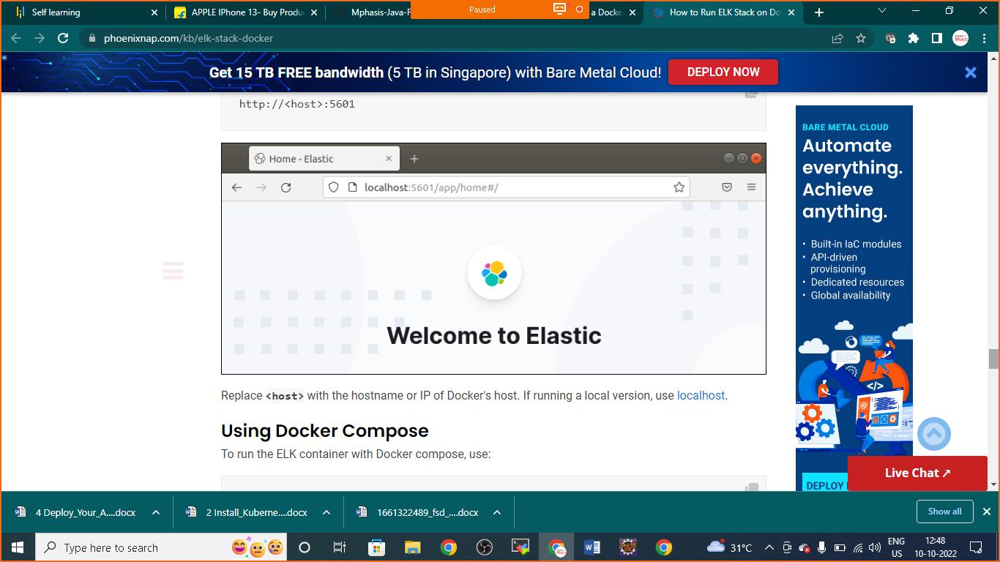 Self learning
APPLE IPhone 13- Buy Produ
Mphasis-Java-F
Paused
a Docke
How to Run ELK Stack on Do
phoenixnap.com/kb/elk-stack-docker
Get 15 TB FREE bandwidth (5 TB in Singapore) with Bare Metal Cloud!
DEPLOY NOW
http://<host>:5601
Home - Elastic
localhost:5601/app/home#/
Welcome to Elastic
Replace <host> with the hostname or IP of Docker's host. If running a local version, use localhost.
Using Docker Compose
To run the ELK container with Docker compose, use:
BARE METAL CLOUD
Automate
everything.
Achieve
anything.
• Built-in IaC modules
• API-driven
provisioning
• Dedicated resources
• Global availability
</>
DEPLOY
Live Chat ↗
4 Deploy_Your_A....docx
2 Install_Kuberne....docx
1661322489_fsd_....docx
Show all
Type here to search
31°C
ENG
US
12:48
10-10-2022